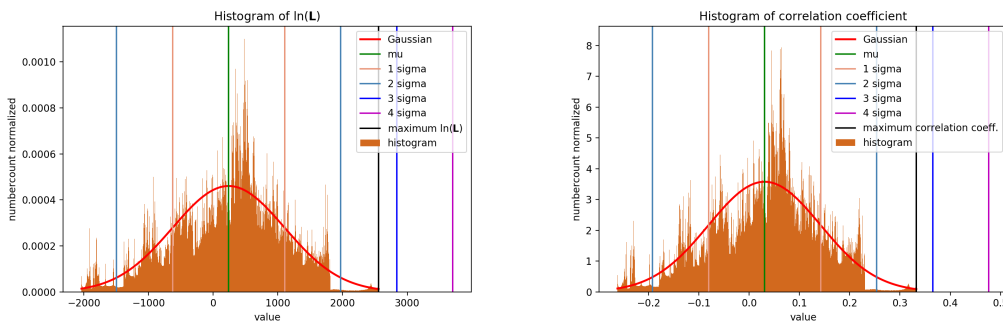 Histogram of ln(L)
numbercount normalized
0.0010
0.0008
0.0006
0.0004
0.0002
0.0000
−2000 −1000 0 1000 2000 3000
value
Gaussian
mu
1 sigma
2 sigma
3 sigma
4 sigma
maximum ln(L)
histogram
Histogram of correlation coefficient
numbercount normalized
8
7
6
5
4
3
2
1
0
−0.2 −0.1 0.0 0.1 0.2 0.3 0.4
value
Gaussian
mu
1 sigma
2 sigma
3 sigma
4 sigma
maximum correlation coeff.
histogram